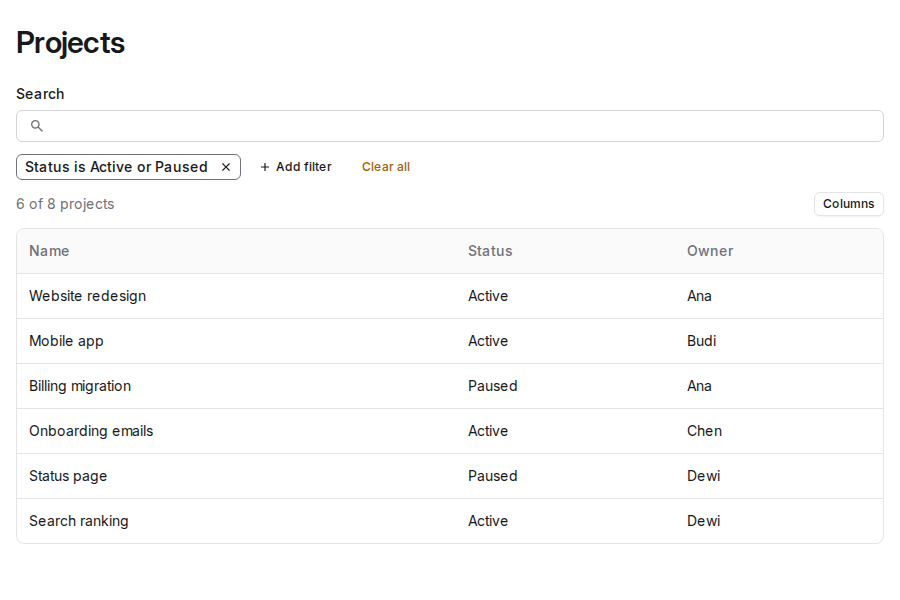 Projects
Search
Status is Active or Paused
Add filter
Clear all
6 of 8 projects
Columns
Name Status Owner
Website redesign Active Ana
Mobile app Active Budi
Billing migration Paused Ana
Onboarding emails Active Chen
Status page Paused Dewi
Search ranking Active Dewi